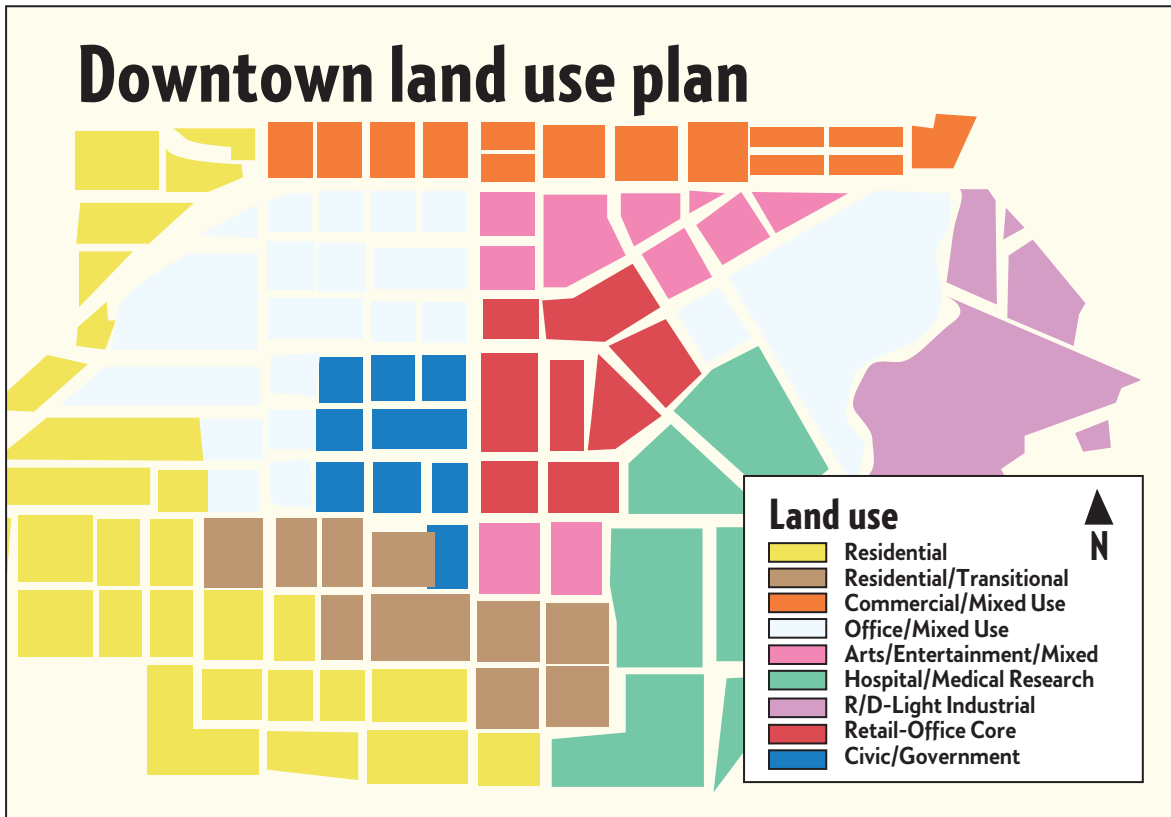 Downtown land use plan
Land use
N
Residential
Residential/Transitional
Commercial/Mixed Use
Office/Mixed Use
Arts/Entertainment/Mixed
Hospital/Medical Research
R/D-Light Industrial
Retail-Office Core
Civic/Government